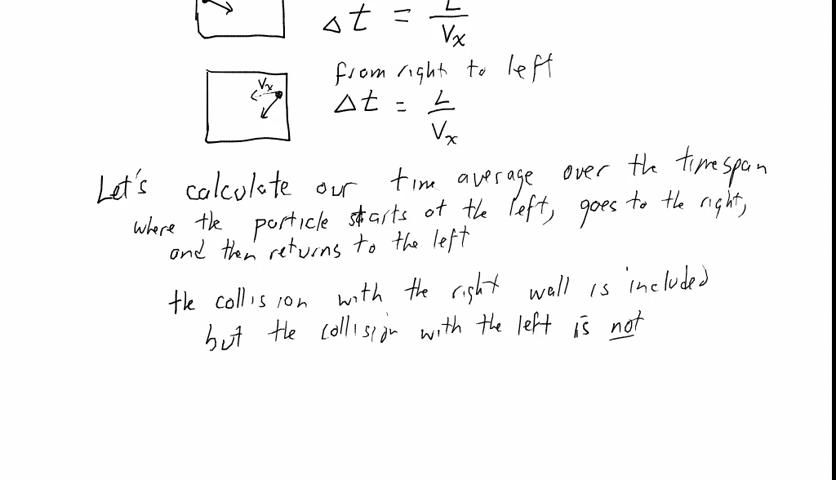 Δt = L/Vx
from right to left
Vx
Δt = L/Vx
Let's calculate our time average over the timespan
where the particle starts at the left, goes to the right,
and then returns to the left
the collision with the right wall is included
but the collision with the left is not